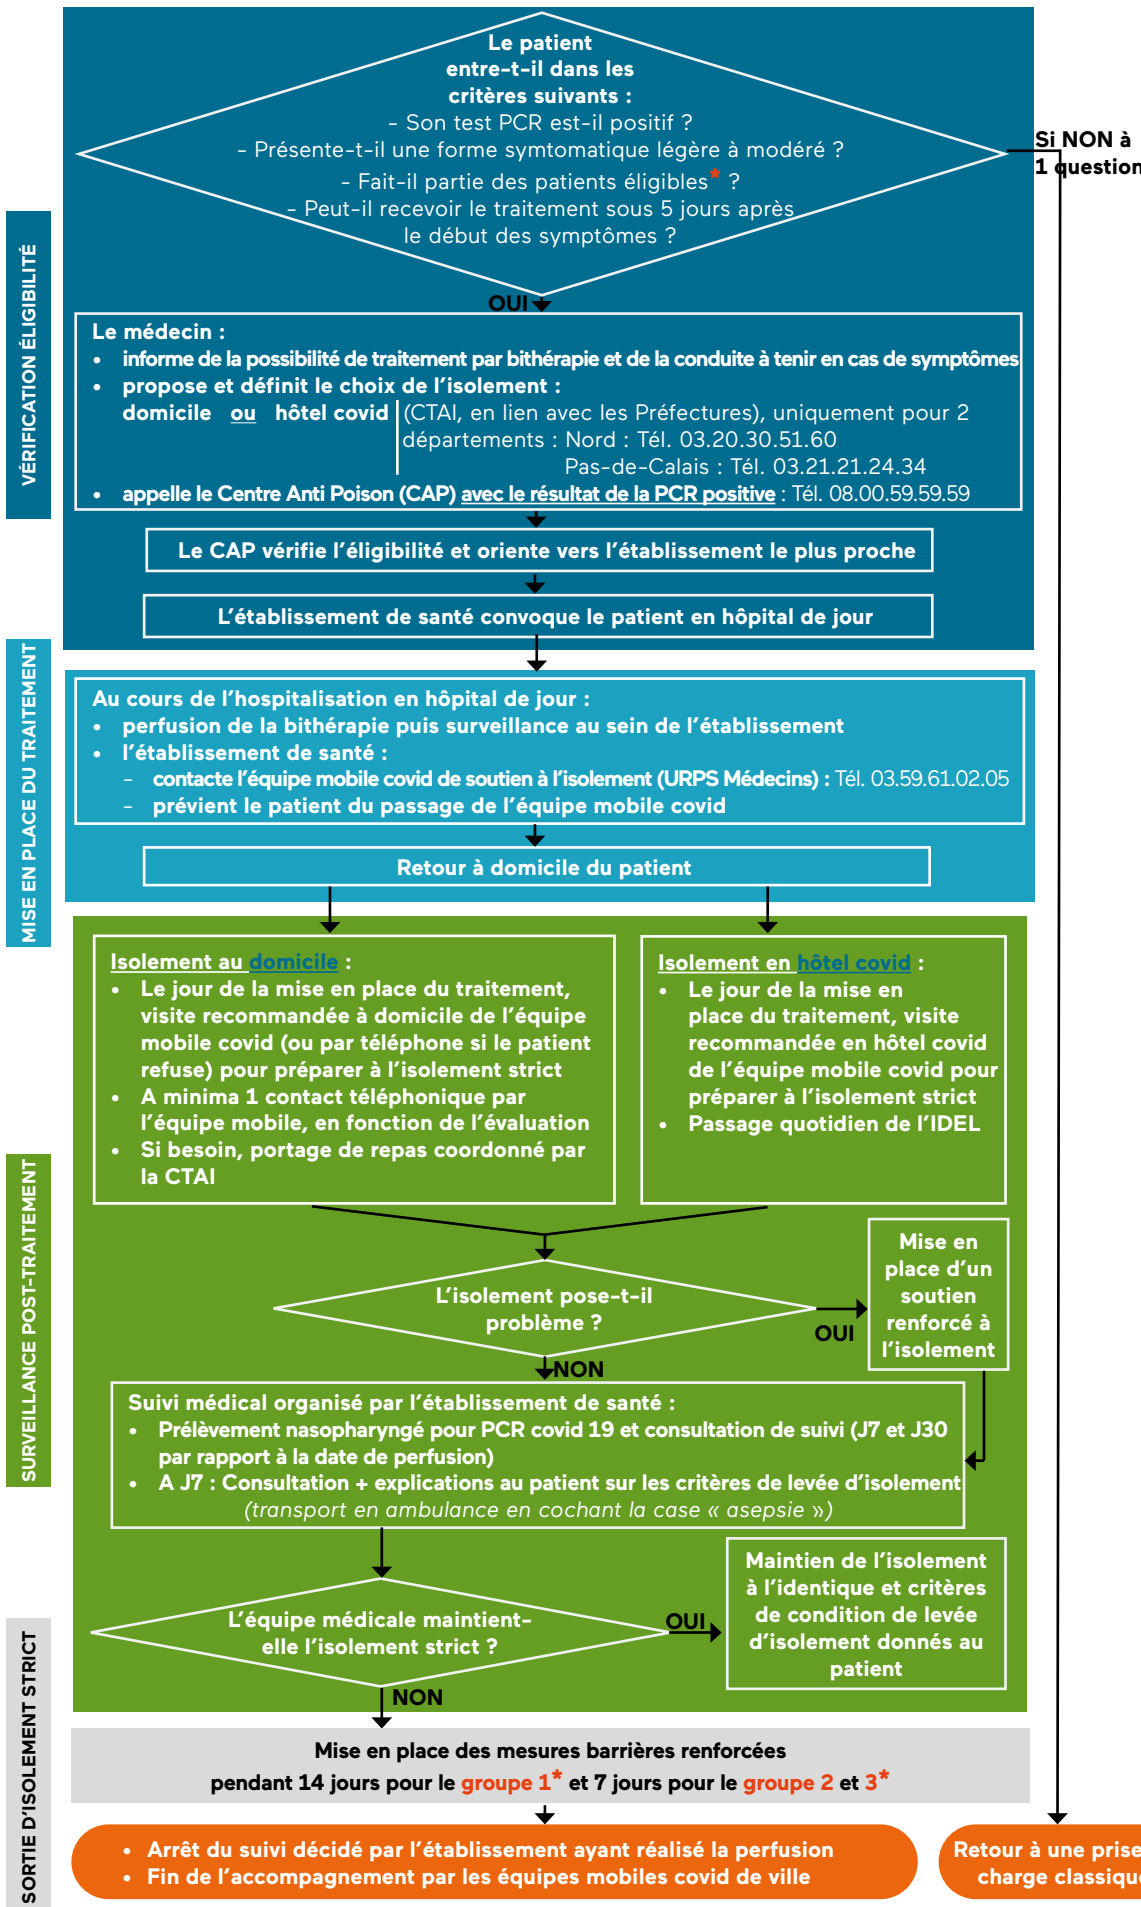 Le patient
entre-t-il dans les
critères suivants :
- Son test PCR est-il positif ?
- Présente-t-il une forme symtomatique légère à modéré ?
- Fait-il partie des patients éligibles* ?
- Peut-il recevoir le traitement sous 5 jours après
le début des symptômes ?
Si NON à
1 question
OUI
VÉRIFICATION ÉLIGIBILITÉ
Le médecin :
• informe de la possibilité de traitement par bithérapie et de la conduite à tenir en cas de symptômes
• propose et définit le choix de l'isolement :
domicile ou hôtel covid (CTAI, en lien avec les Préfectures), uniquement pour 2
départements : Nord : Tél. 03.20.30.51.60
Pas-de-Calais : Tél. 03.21.21.24.34
• appelle le Centre Anti Poison (CAP) avec le résultat de la PCR positive : Tél. 08.00.59.59.59
Le CAP vérifie l'éligibilité et oriente vers l'établissement le plus proche
L'établissement de santé convoque le patient en hôpital de jour
MISE EN PLACE DU TRAITEMENT
Au cours de l'hospitalisation en hôpital de jour :
• perfusion de la bithérapie puis surveillance au sein de l'établissement
• l'établissement de santé :
- contacte l'équipe mobile covid de soutien à l'isolement (URPS Médecins) : Tél. 03.59.61.02.05
- prévient le patient du passage de l'équipe mobile covid
Retour à domicile du patient
SURVEILLANCE POST-TRAITEMENT
Isolement au domicile :
• Le jour de la mise en place du traitement,
visite recommandée à domicile de l'équipe
mobile covid (ou par téléphone si le patient
refuse) pour préparer à l'isolement strict
• A minima 1 contact téléphonique par
l'équipe mobile, en fonction de l'évaluation
• Si besoin, portage de repas coordonné par
la CTAI
Isolement en hôtel covid :
• Le jour de la mise en
place du traitement, visite
recommandée en hôtel covid
de l'équipe mobile covid pour
préparer à l'isolement strict
• Passage quotidien de l'IDEL
L'isolement pose-t-il
problème ?
OUI
Mise en
place d'un
soutien
renforcé à
l'isolement
NON
Suivi médical organisé par l'établissement de santé :
• Prélèvement nasopharyngé pour PCR covid 19 et consultation de suivi (J7 et J30
par rapport à la date de perfusion)
• A J7 : Consultation + explications au patient sur les critères de levée d'isolement
(transport en ambulance en cochant la case « asepsie »)
L'équipe médicale maintient-
elle l'isolement strict ?
OUI
Maintien de l'isolement
à l'identique et critères
de condition de levée
d'isolement donnés au
patient
NON
SORTIE D'ISOLEMENT STRICT
Mise en place des mesures barrières renforcées
pendant 14 jours pour le groupe 1* et 7 jours pour le groupe 2 et 3*
• Arrêt du suivi décidé par l'établissement ayant réalisé la perfusion
• Fin de l'accompagnement par les équipes mobiles covid de ville
Retour à une prise
charge classique